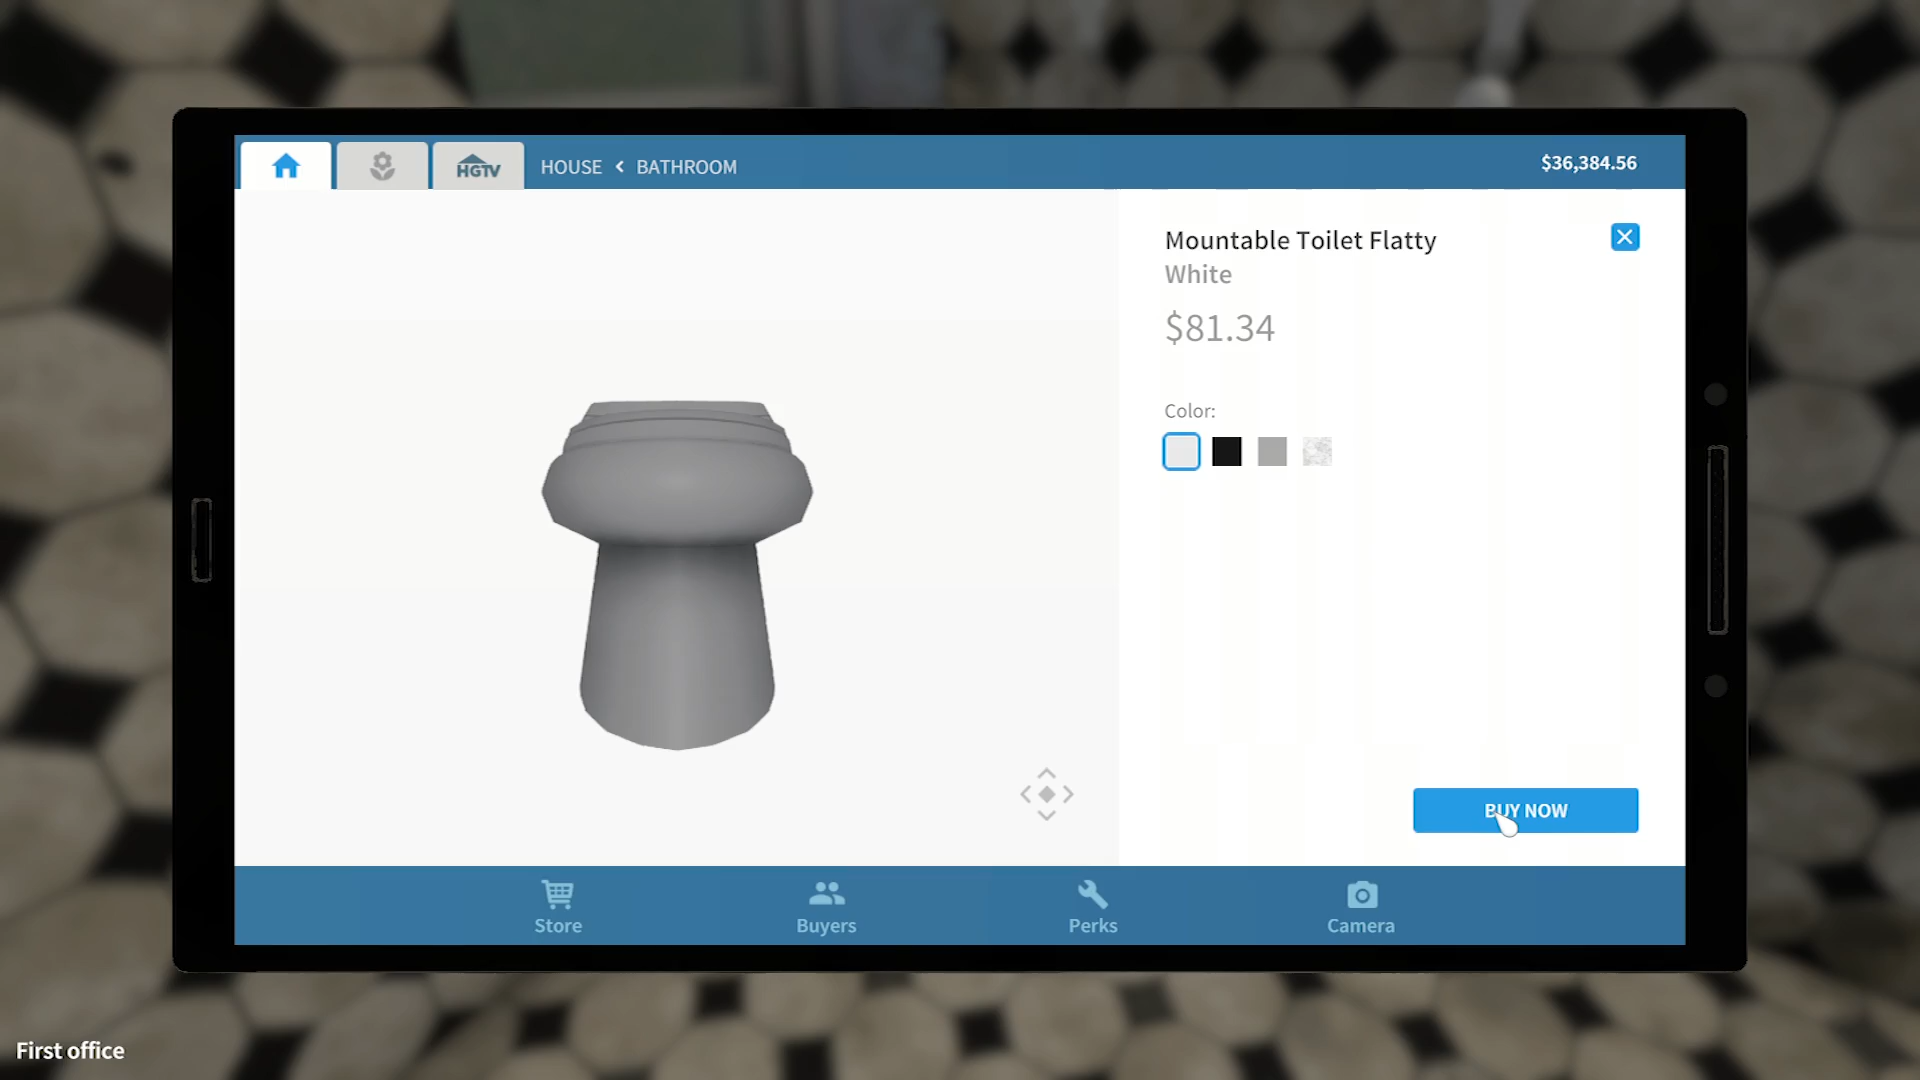 HGTV
HOUSE < BATHROOM
$36,384.56
Mountable Toilet Flatty
White
$81.34
Color:
BUY NOW
Store
Buyers
Perks
Camera
First office